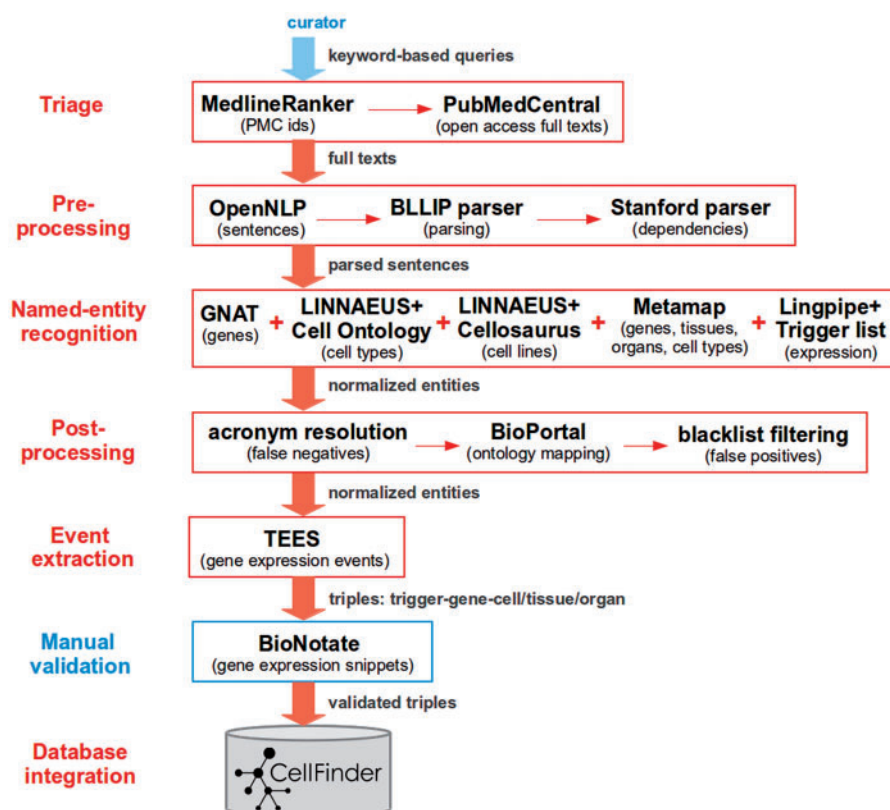 curator
keyword-based queries
Triage
MedlineRanker
(PMC ids)
PubMedCentral
(open access full texts)
full texts
Pre-
processing
OpenNLP
(sentences)
BLLIP parser
(parsing)
Stanford parser
(dependencies)
parsed sentences
Named-entity
recognition
GNAT
(genes)
+
LINNAEUS+
Cell Ontology
(cell types)
+
LINNAEUS+
Cellosaurus
(cell lines)
+
Metamap
(genes, tissues,
organs, cell types)
+
Lingpipe+
Trigger list
(expression)
normalized entities
Post-
processing
acronym resolution
(false negatives)
BioPortal
(ontology mapping)
blacklist filtering
(false positives)
normalized entities
Event
extraction
TEES
(gene expression events)
triples: trigger-gene-cell/tissue/organ
Manual
validation
BioNotate
(gene expression snippets)
validated triples
Database
integration
CellFinder